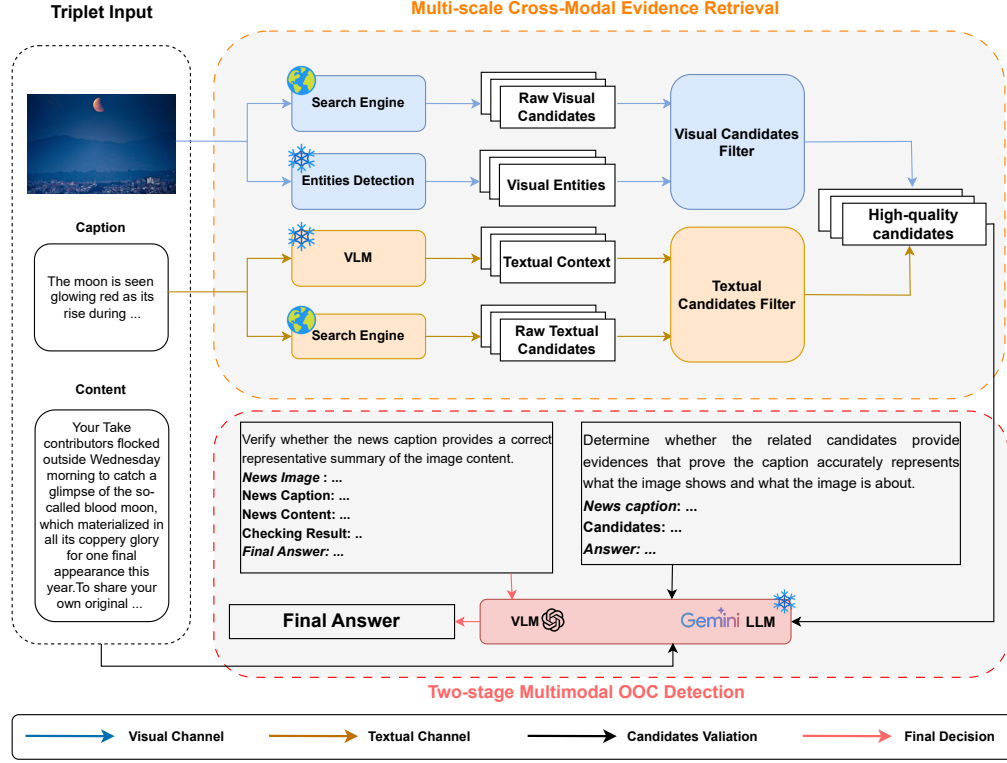 Triplet Input
Multi-scale Cross-Modal Evidence Retrieval
Search Engine
Raw Visual
Candidates
Visual Candidates
Filter
Entities Detection
Visual Entities
High-quality
candidates
Caption
The moon is seen
glowing red as its
rise during ...
VLM
Textual Context
Textual
Candidates Filter
Search Engine
Raw Textual
Candidates
Content
Your Take
contributors flocked
outside Wednesday
morning to catch a
glimpse of the so-
called blood moon,
which materialized in
all its coppery glory
for one final
appearance this
year.To share your
own original ...
Verify whether the news caption provides a correct
representative summary of the image content.
News Image : ...
News Caption: ...
News Content: ...
Checking Result: ..
Final Answer: ...
Determine whether the related candidates provide
evidences that prove the caption accurately represents
what the image shows and what the image is about.
News caption: ...
Candidates: ...
Answer: ...
Final Answer
VLM
Gemini LLM
Two-stage Multimodal OOC Detection
Visual Channel
Textual Channel
Candidates Valiation
Final Decision